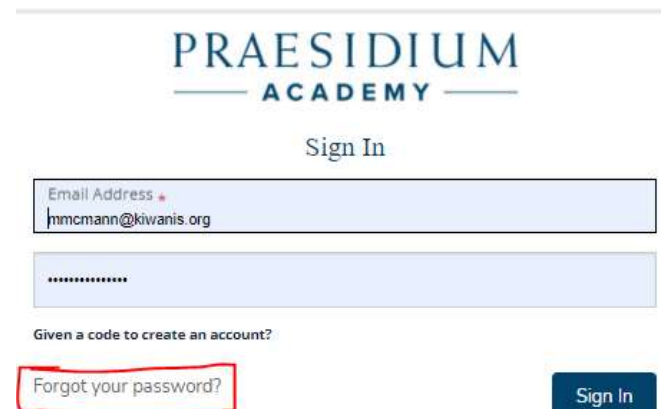 PRAESIDIUM
ACADEMY
Sign In
Email Address *
mmcmann@kiwanis.org
•••••••••••••••
Given a code to create an account?
Forgot your password?
Sign In